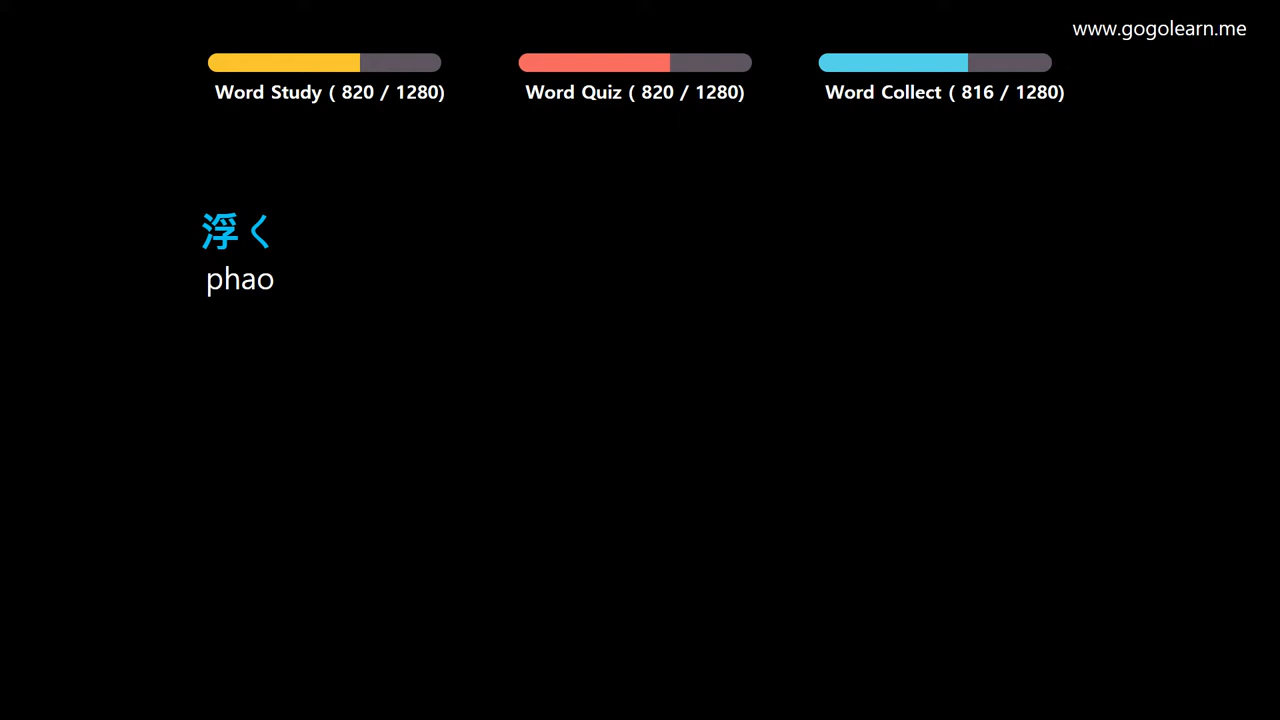 www.gogolearn.me
Word Study ( 820 / 1280)
Word Quiz ( 820 / 1280)
Word Collect ( 816 / 1280)
浮く
phao